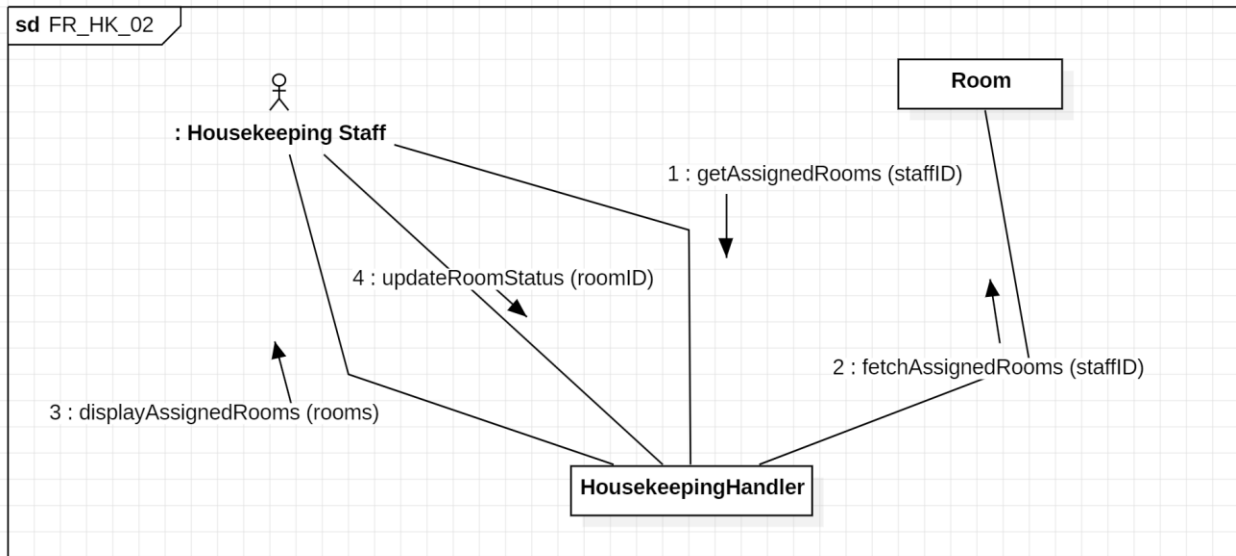 sd FR_HK_02
Room
: Housekeeping Staff
1 : getAssignedRooms (staffID)
4 : updateRoomStatus (roomID)
2 : fetchAssignedRooms (staffID)
3 : displayAssignedRooms (rooms)
HousekeepingHandler